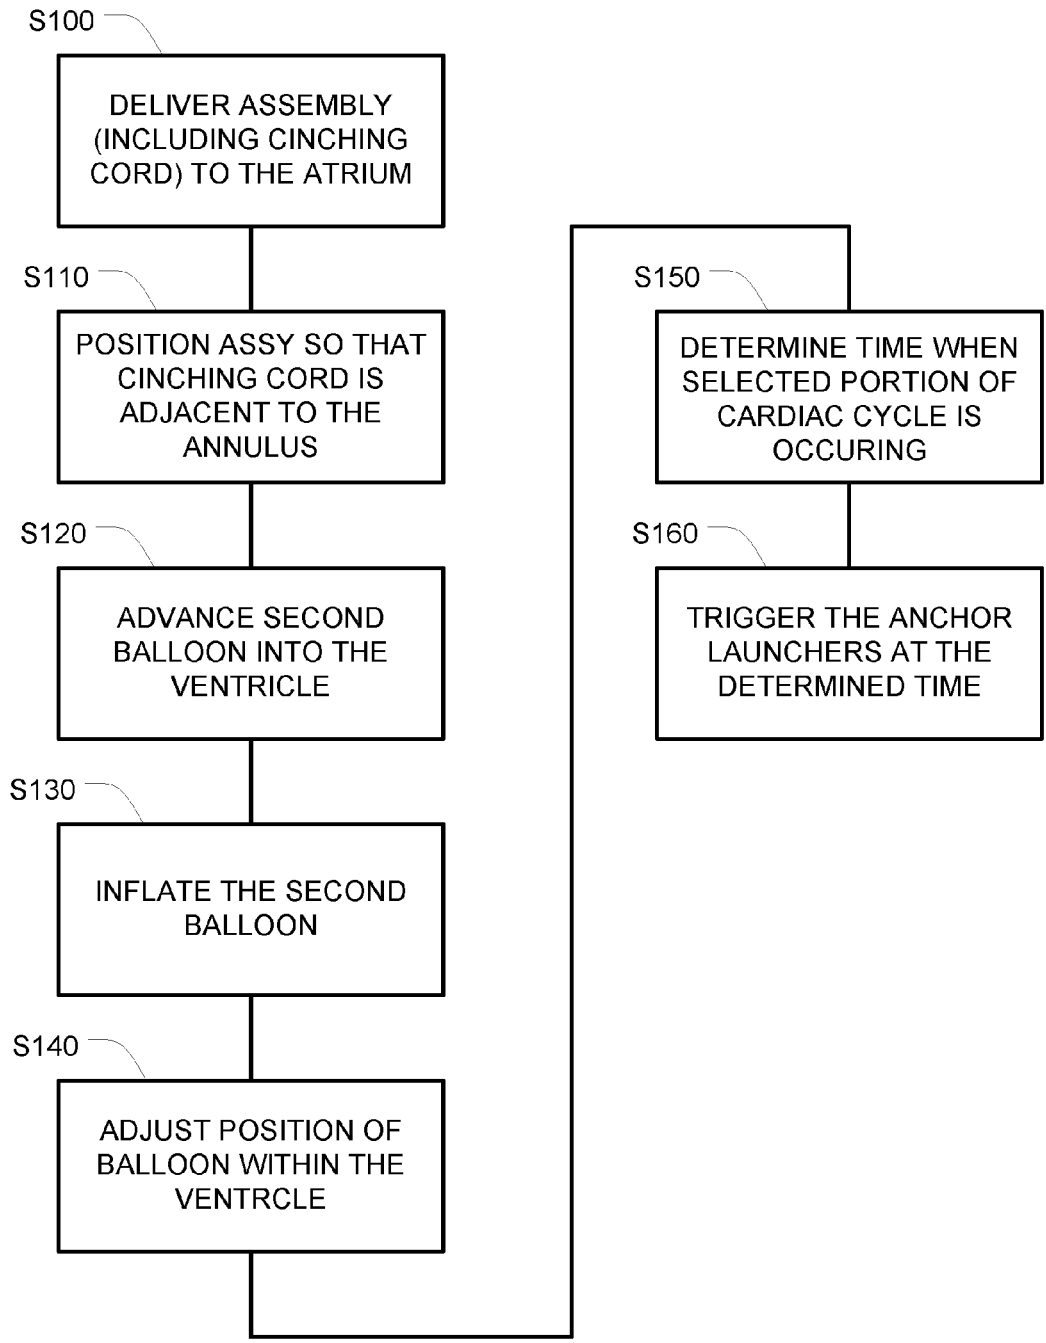 S100
DELIVER ASSEMBLY
(INCLUDING CINCHING
CORD) TO THE ATRIUM
S110
POSITION ASSY SO THAT
CINCHING CORD IS
ADJACENT TO THE
ANNULUS
S120
ADVANCE SECOND
BALLOON INTO THE
VENTRICLE
S130
INFLATE THE SECOND
BALLOON
S140
ADJUST POSITION OF
BALLOON WITHIN THE
VENTRCLE
S150
DETERMINE TIME WHEN
SELECTED PORTION OF
CARDIAC CYCLE IS
OCCURING
S160
TRIGGER THE ANCHOR
LAUNCHERS AT THE
DETERMINED TIME